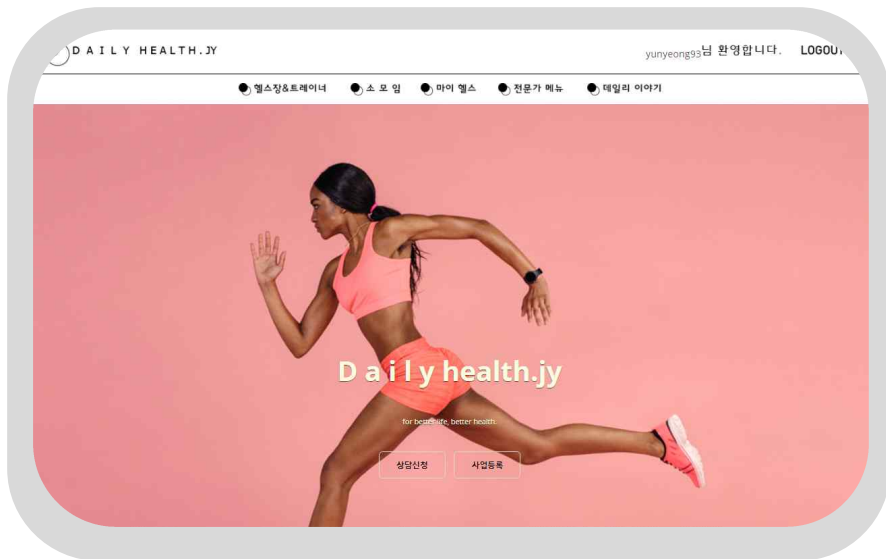 DAILY HEALTH.JY
yunyeong93님 환영합니다. LOGOUT
헬스장&트레이너 소 모 임 마이 헬스 전문가 메뉴 데일리 이야기
Daily health.jy
for better life, better health.
상담신청 사업등록